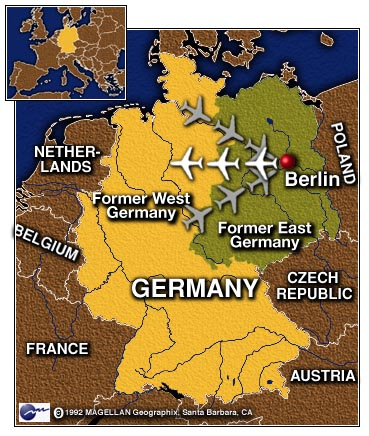 NETHER-
LANDS
POLAND
Berlin
Former West
Germany
Former East
Germany
BELGIUM
GERMANY
CZECH
REPUBLIC
FRANCE
AUSTRIA
© 1992 MAGELLAN Geographix, Santa Barbara, CA